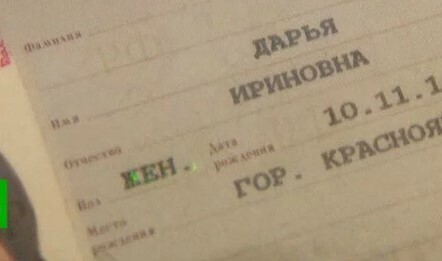 Фамилия
ДАРЬЯ
Имя
ИРИНОВНА
Отчество
Пол ЖЕН. Дата рождения 10.11.1
Место рождения ГОР. КРАСНОЯ